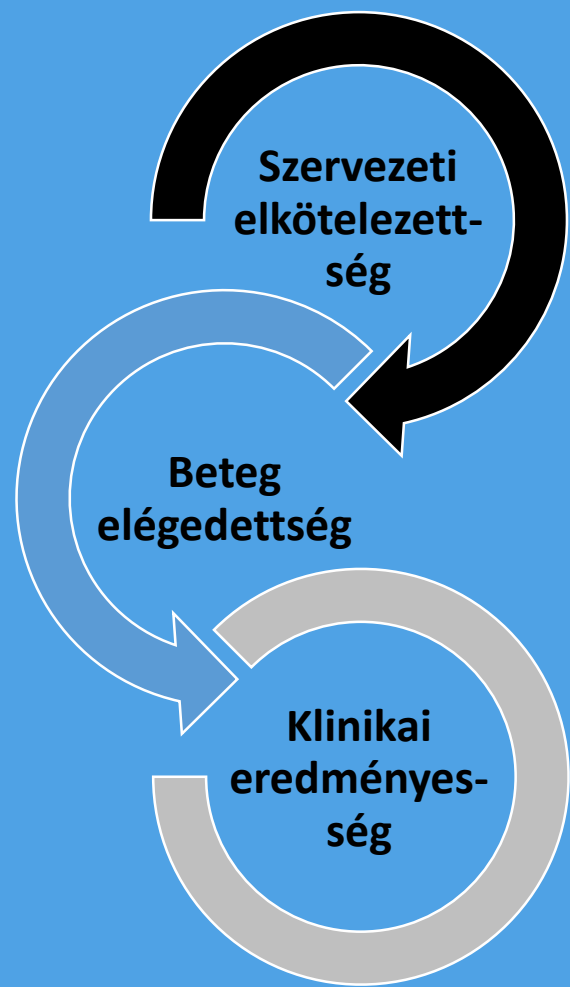 Szervezeti
elkötelezett-
ség
Beteg
elégedettség
Klinikai
eredményes-
ség